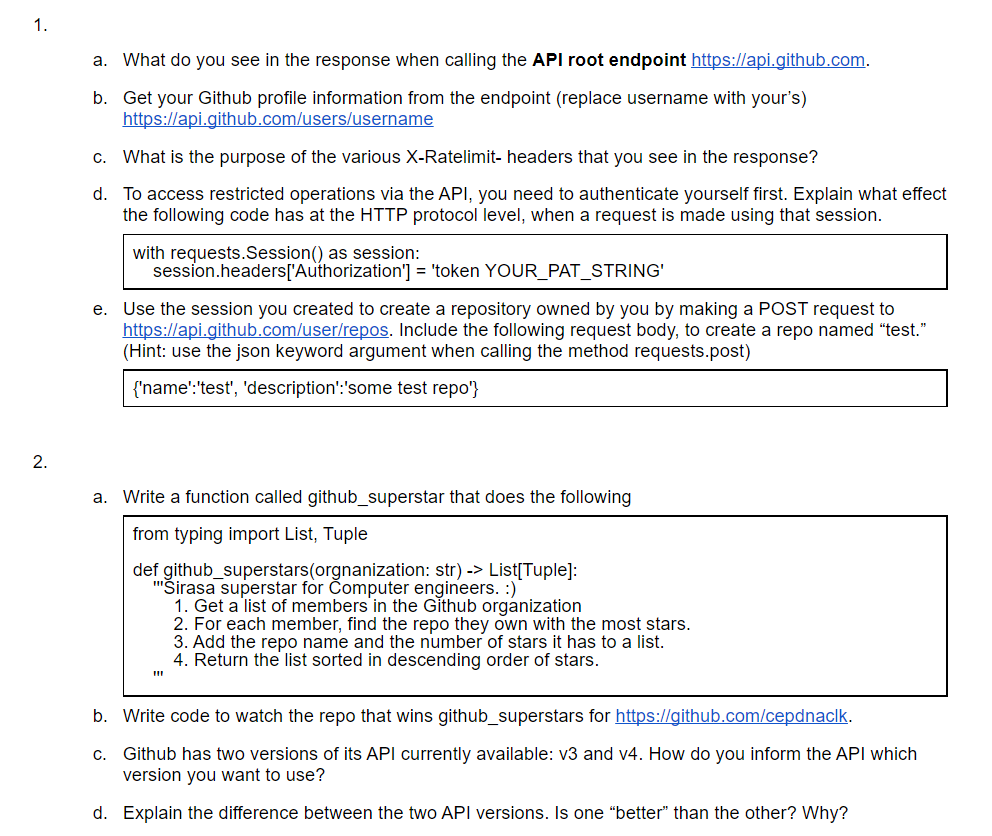 1.
a. What do you see in the response when calling the API root endpoint https://api.github.com.
b. Get your Github profile information from the endpoint (replace username with your's)
https://api.github.com/users/username
c. What is the purpose of the various X-Ratelimit- headers that you see in the response?
d. To access restricted operations via the API, you need to authenticate yourself first. Explain what effect
the following code has at the HTTP protocol level, when a request is made using that session.
with requests.Session() as session:
session.headers['Authorization'] = 'token YOUR_PAT_STRING'
e. Use the session you created to create a repository owned by you by making a POST request to
https://api.github.com/user/repos. Include the following request body, to create a repo named “test.”
(Hint: use the json keyword argument when calling the method requests.post)
{'name':'test', 'description':'some test repo'}
2.
a. Write a function called github_superstar that does the following
from typing import List, Tuple
def github_superstars(orgnanization: str) -> List[Tuple]:
'''Sirasa superstar for Computer engineers. :)
1. Get a list of members in the Github organization
2. For each member, find the repo they own with the most stars.
3. Add the repo name and the number of stars it has to a list.
4. Return the list sorted in descending order of stars.
'''
b. Write code to watch the repo that wins github_superstars for https://github.com/cepdnaclk.
c. Github has two versions of its API currently available: v3 and v4. How do you inform the API which
version you want to use?
d. Explain the difference between the two API versions. Is one “better” than the other? Why?